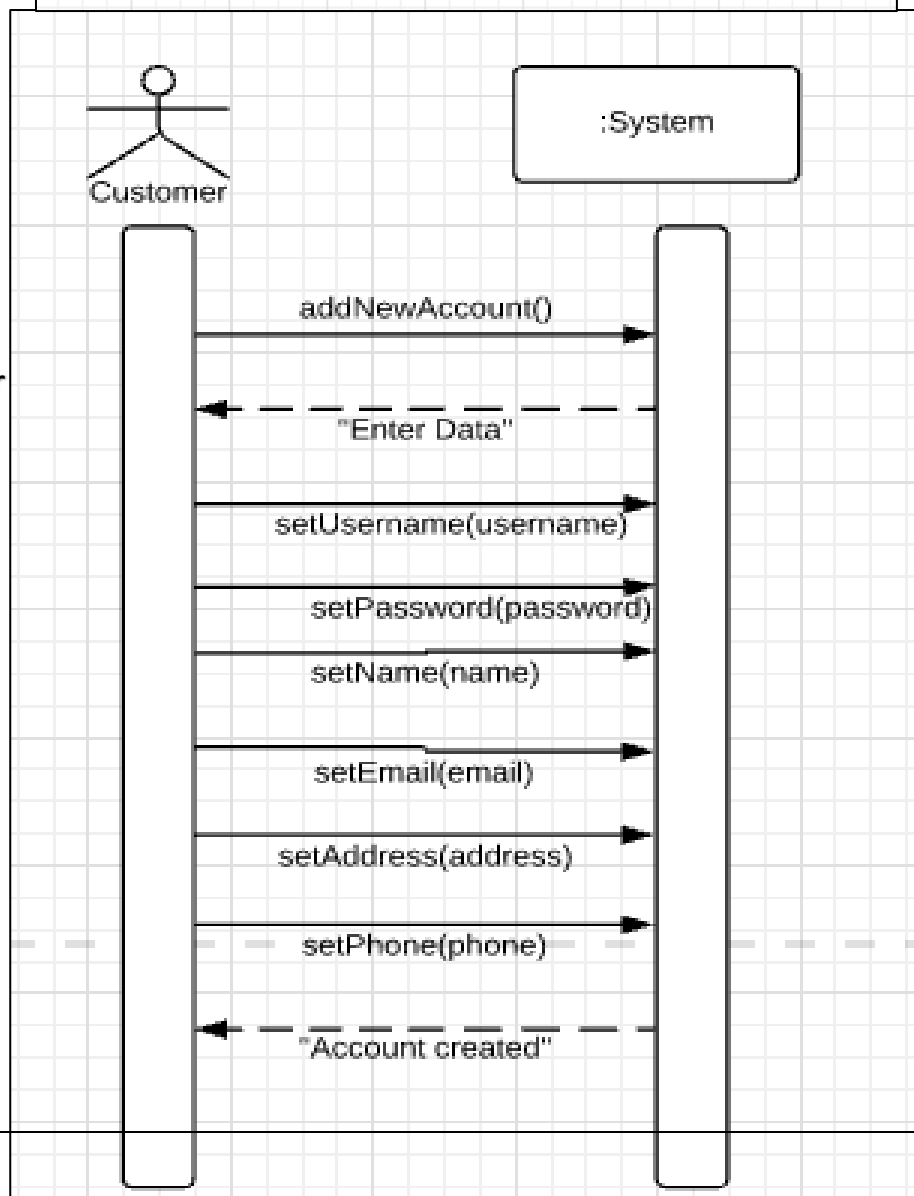 :System
Customer
addNewAccount()
"Enter Data"
setUsername(username)
setPassword(password)
setName(name)
setEmail(email)
setAddress(address)
setPhone(phone)
"Account created"